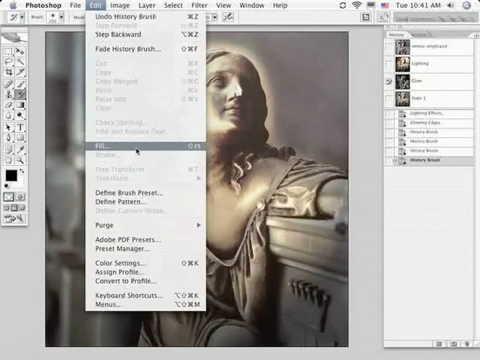 Photoshop File Edit Image Layer Select Filter View Window Help
Tue 10:41 AM
Undo History Brush ⌘Z
Step Forward ⇧⌘Z
Step Backward ⌥⌘Z
Fade History Brush... ⇧⌘F
Cut ⌘X
Copy ⌘C
Copy Merged ⇧⌘C
Paste ⌘V
Paste Into ⇧⌘V
Clear
Check Spelling...
Find and Replace Text...
Fill... ⇧F5
Stroke...
Free Transform ⌘T
Transform
Define Brush Preset...
Define Pattern...
Define Custom Shape...
Purge
Adobe PDF Presets...
Preset Manager...
Color Settings... ⇧⌘K
Assign Profile...
Convert to Profile...
Keyboard Shortcuts... ⌥⇧⌘K
Menus... ⌥⇧⌘M
History
Lighting
Glow
Lighting Effects
Glowing Edges
History Brush
History Brush
History Brush
History Brush